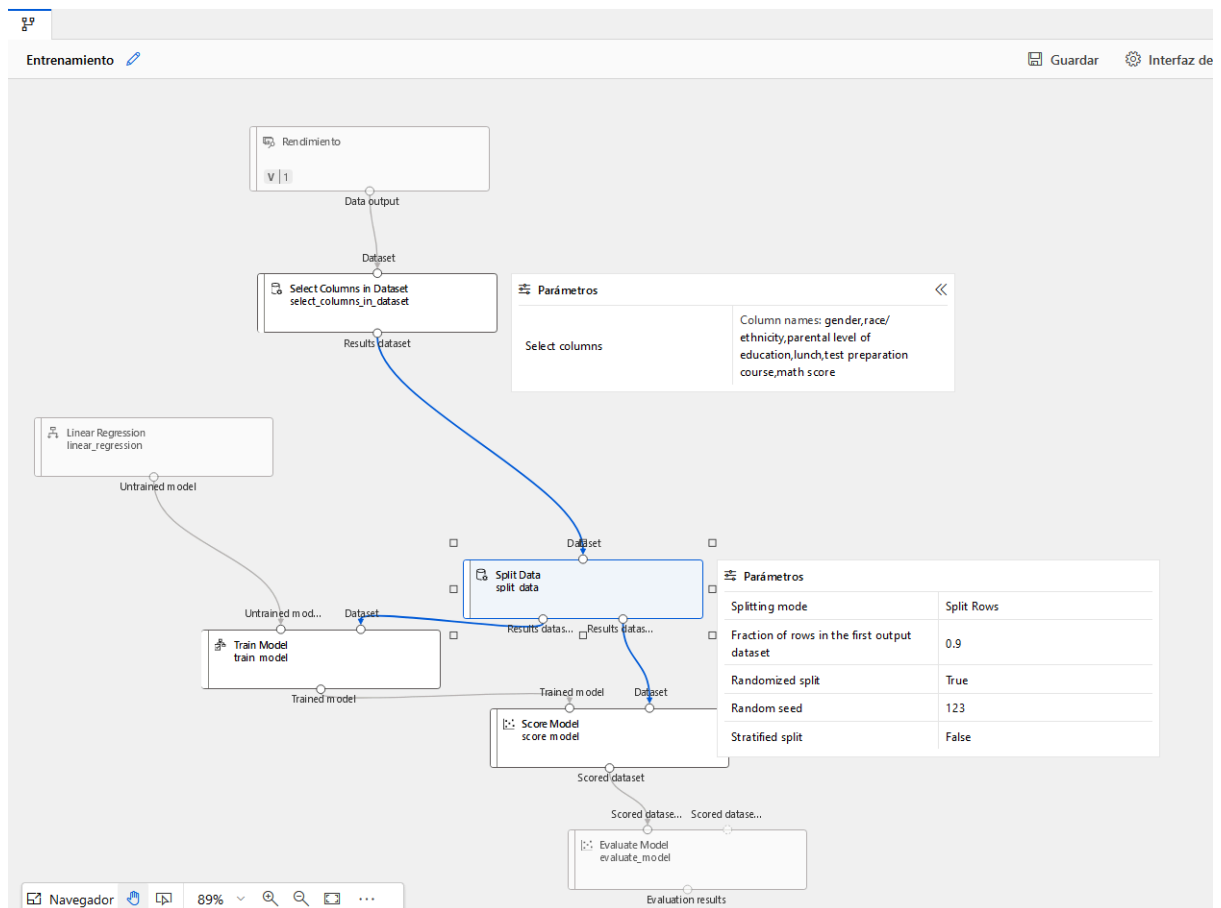 Entrenamiento
Guardar
Interfaz de
Rendimiento
V 1
Data output
Dataset
Select Columns in Dataset
select_columns_in_dataset
Results dataset
Parámetros
Select columns
Column names: gender,race/
ethnicity,parental level of
education,lunch,test preparation
course,math score
Linear Regression
linear_regression
Untrained model
Dataset
Split Data
split data
Results datas...
Results datas...
Parámetros
Splitting mode
Split Rows
Fraction of rows in the first output
dataset
0.9
Randomized split
True
Random seed
123
Stratified split
False
Untrained mod...
Dataset
Train Model
train model
Trained model
Trained model
Dataset
Score Model
score model
Scored dataset
Scored datase...
Scored datase...
Evaluate Model
evaluate_model
Evaluation results
Navegador
89%
...